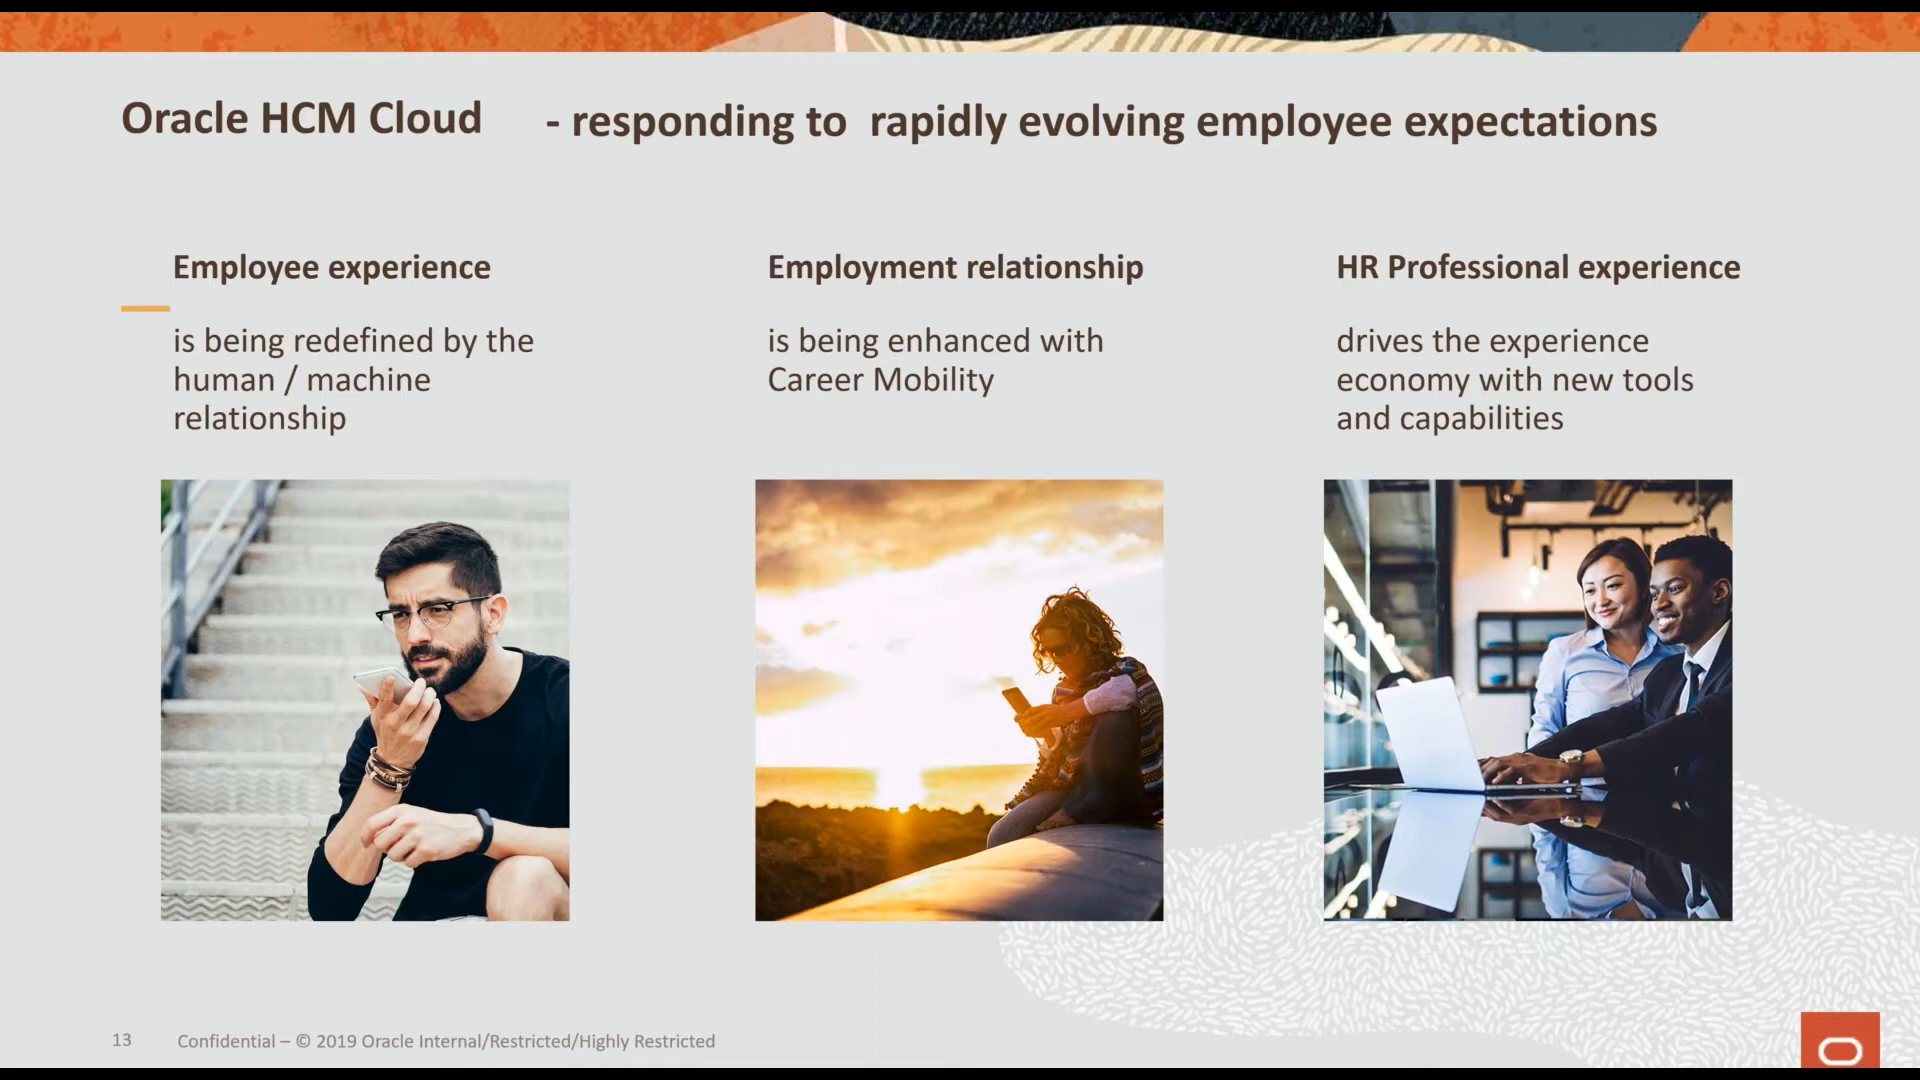 Oracle HCM Cloud - responding to rapidly evolving employee expectations
Employee experience
is being redefined by the
human / machine
relationship
Employment relationship
is being enhanced with
Career Mobility
HR Professional experience
drives the experience
economy with new tools
and capabilities
13 Confidential – © 2019 Oracle Internal/Restricted/Highly Restricted